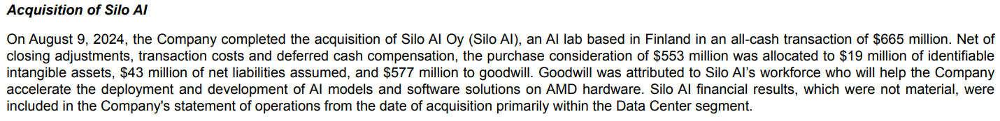 Acquisition of Silo AI
On August 9, 2024, the Company completed the acquisition of Silo AI Oy (Silo AI), an AI lab based in Finland in an all-cash transaction of $665 million. Net of
closing adjustments, transaction costs and deferred cash compensation, the purchase consideration of $553 million was allocated to $19 million of identifiable
intangible assets, $43 million of net liabilities assumed, and $577 million to goodwill. Goodwill was attributed to Silo AI’s workforce who will help the Company
accelerate the deployment and development of AI models and software solutions on AMD hardware. Silo AI financial results, which were not material, were
included in the Company's statement of operations from the date of acquisition primarily within the Data Center segment.